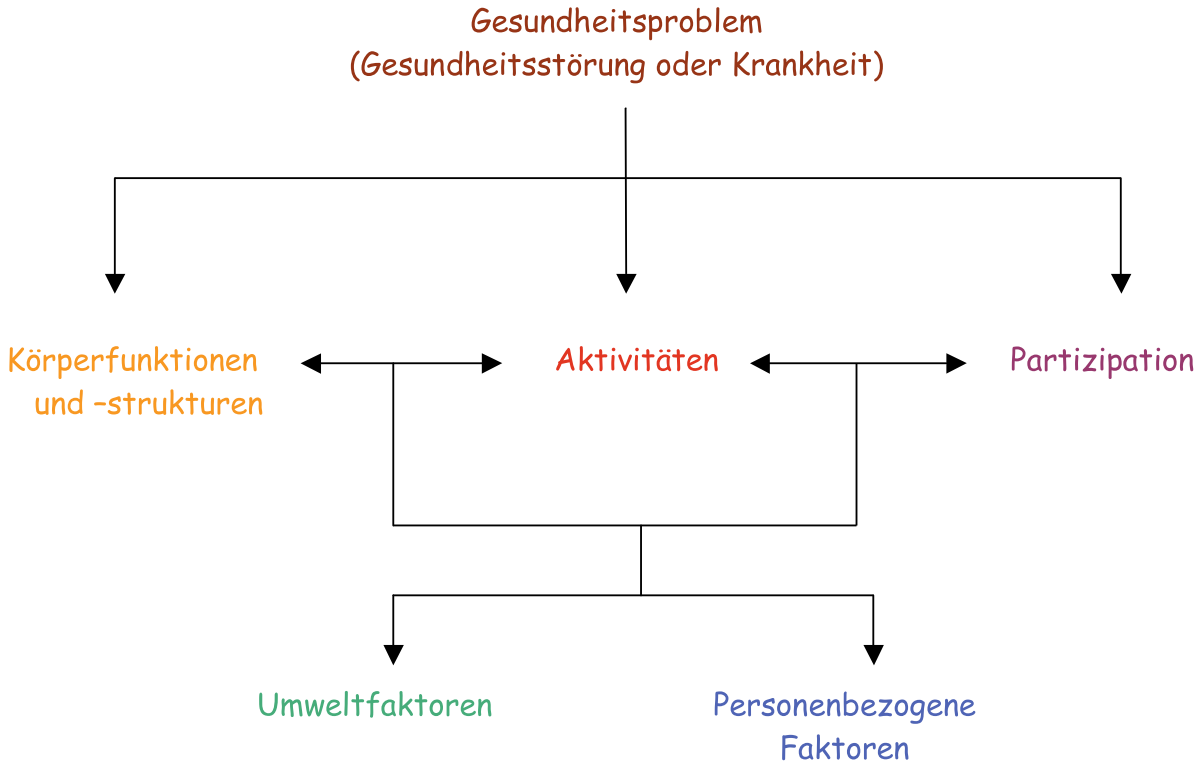 Gesundheitsproblem
(Gesundheitsstörung oder Krankheit)
Körperfunktionen
und –strukturen
Aktivitäten
Partizipation
Umweltfaktoren
Personenbezogene
Faktoren